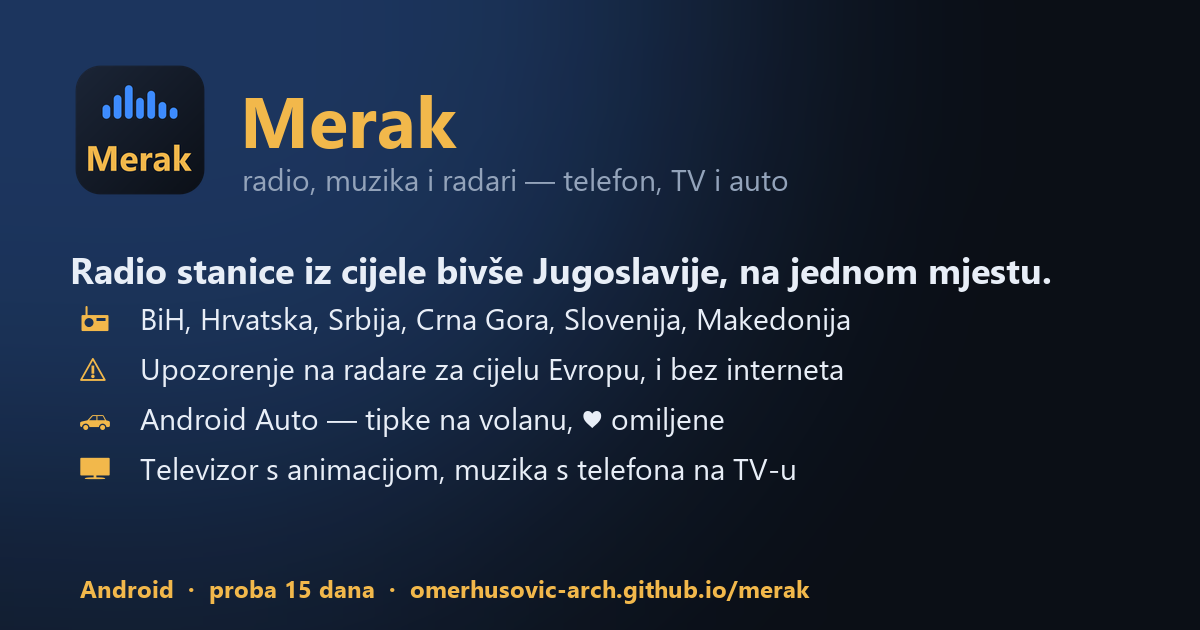 Merak
Merak
radio, muzika i radari — telefon, TV i auto
Radio stanice iz cijele bivše Jugoslavije, na jednom mjestu.
BiH, Hrvatska, Srbija, Crna Gora, Slovenija, Makedonija
Upozorenje na radare za cijelu Evropu, i bez interneta
Android Auto — tipke na volanu, ♥ omiljene
Televizor s animacijom, muzika s telefona na TV-u
Android · proba 15 dana · omerhusovic-arch.github.io/merak